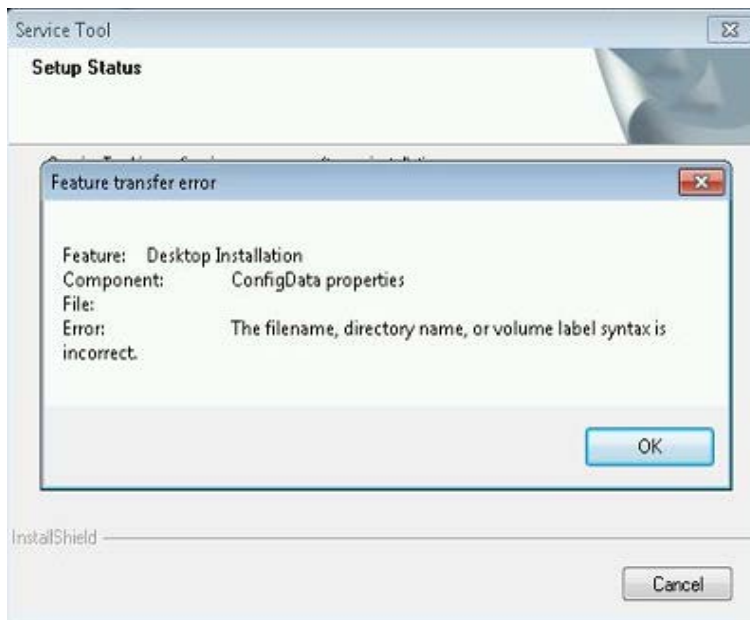 Service Tool
Setup Status
Feature transfer error
Feature: Desktop Installation
Component: ConfigData properties
File:
Error: The filename, directory name, or volume label syntax is
incorrect.
OK
InstallShield
Cancel